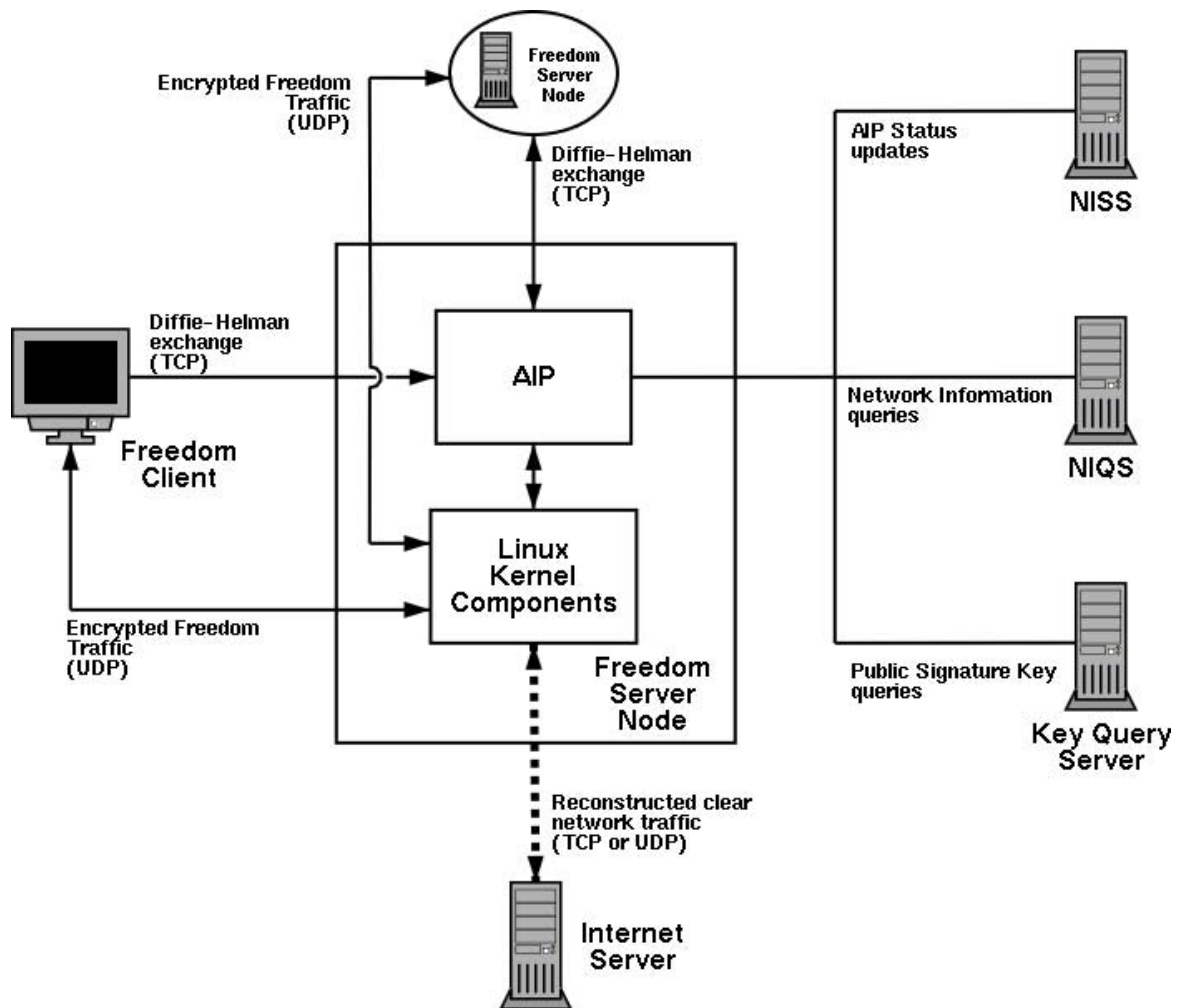 Freedom
Server
Node
Encrypted Freedom
Traffic
(UDP)
Diffie-Helman
exchange
(TCP)
AIP Status
updates
NISS
Diffie-Helman
exchange
(TCP)
AIP
Network Information
queries
NIQS
Freedom
Client
Linux
Kernel
Components
Encrypted Freedom
Traffic
(UDP)
Freedom
Server
Node
Public Signature Key
queries
Key Query
Server
Reconstructed clear
network traffic
(TCP or UDP)
Internet
Server